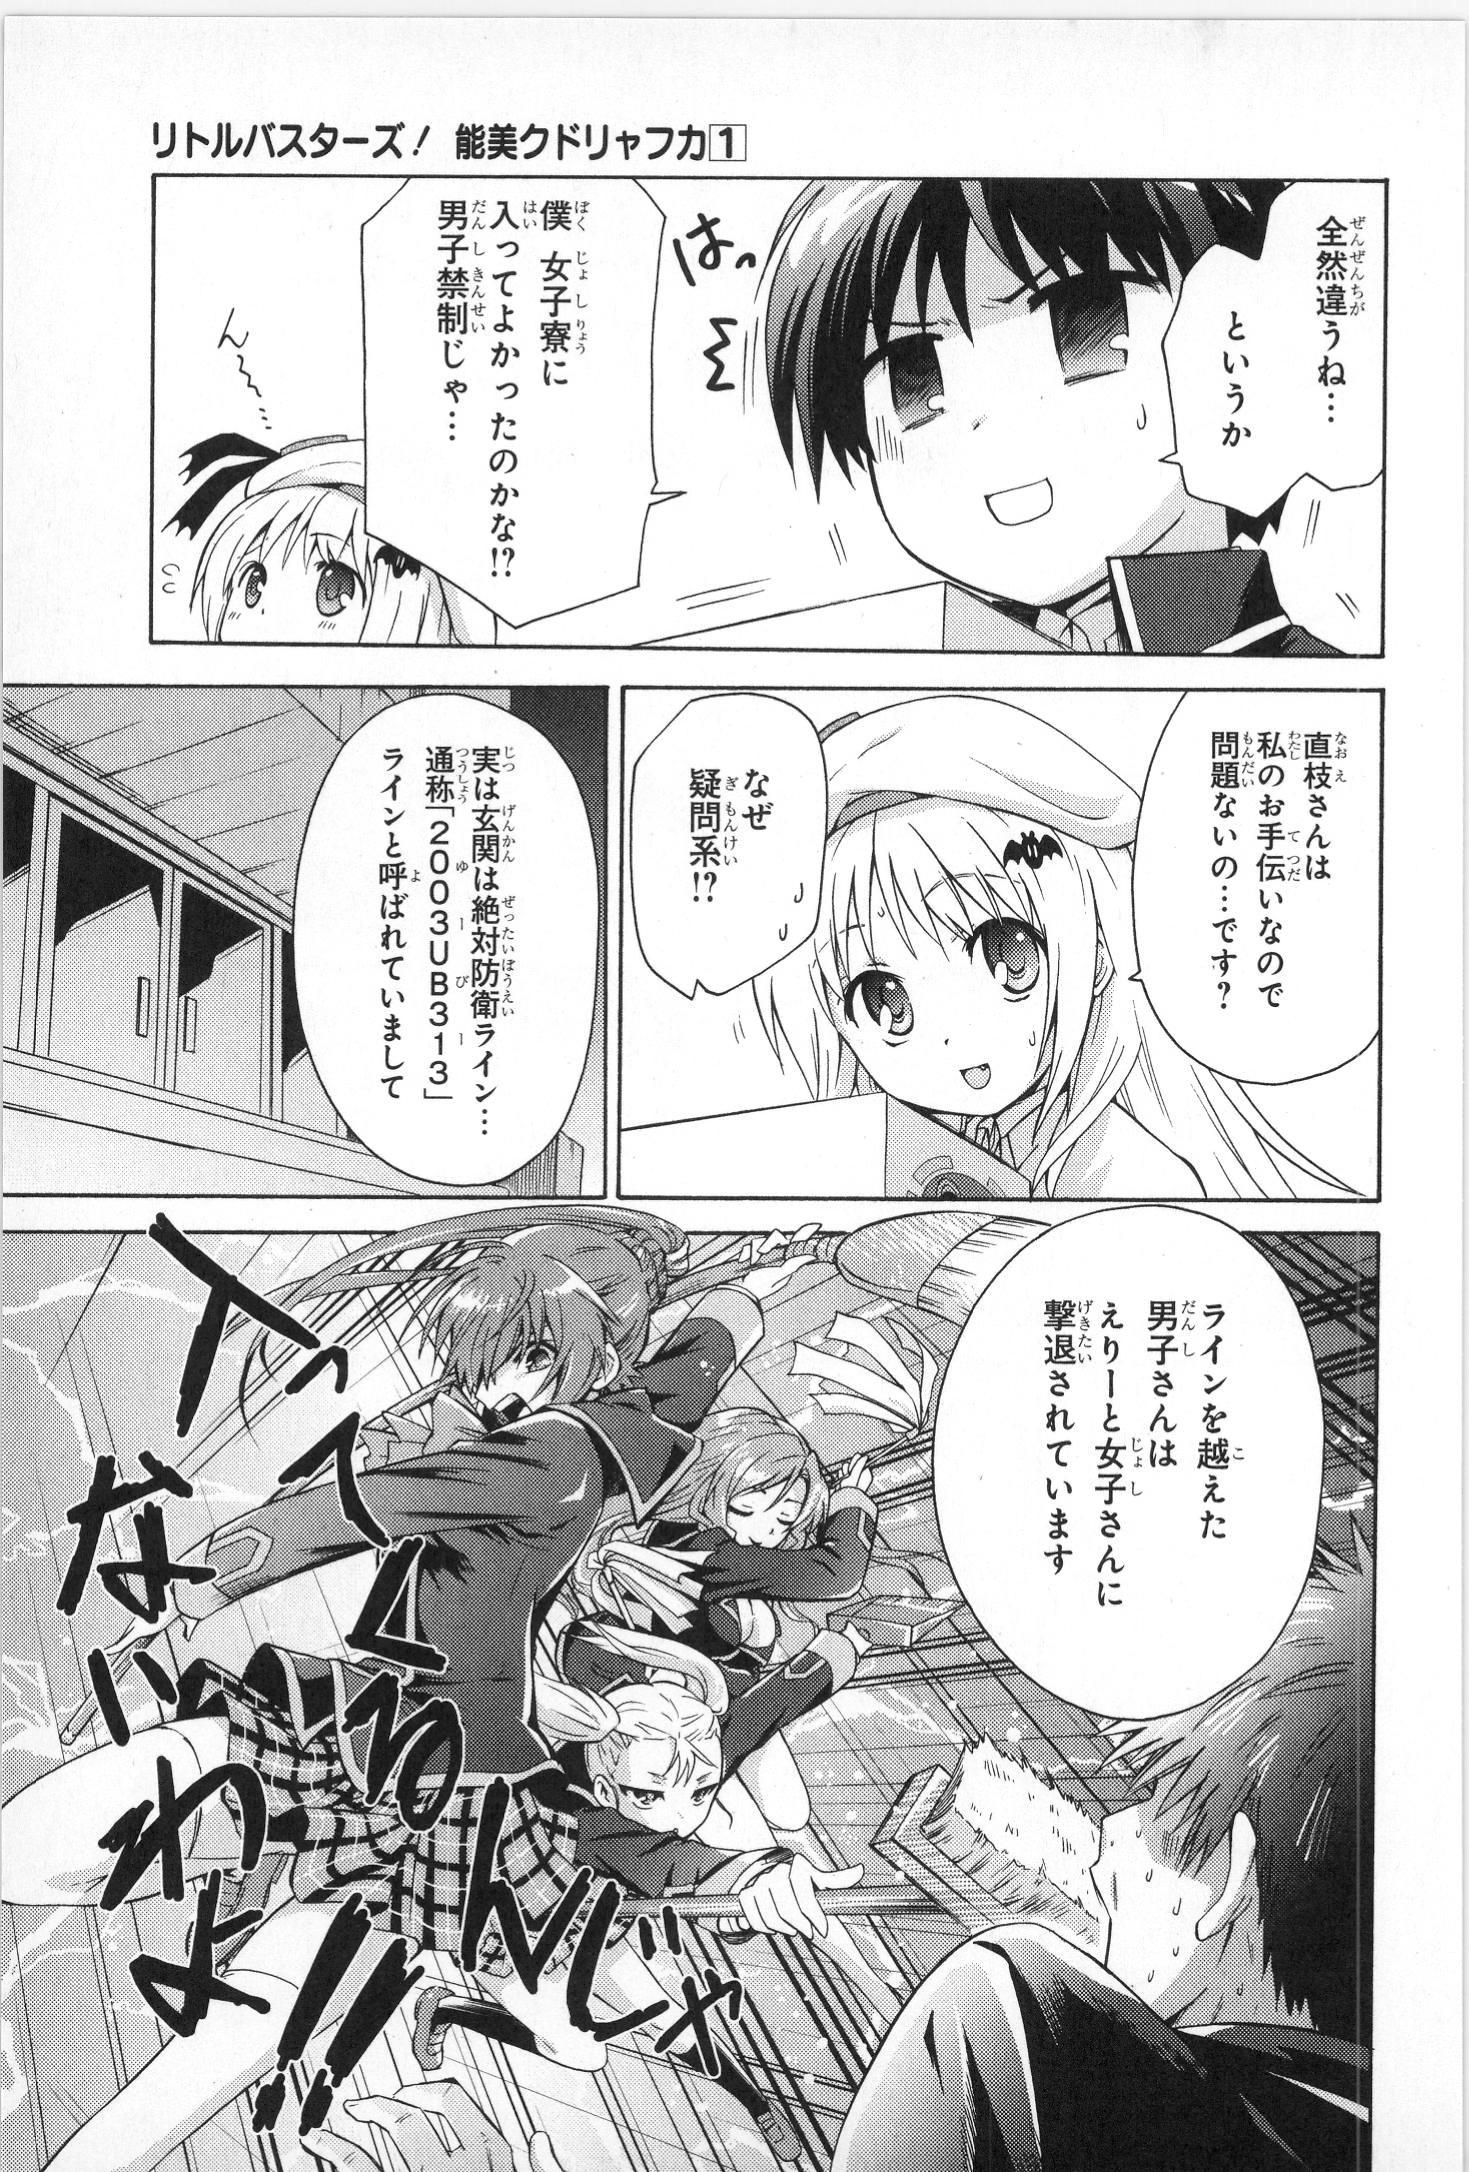 リトルバスターズ！ 能美クドリャフカ1
全然違うね…
というか
はっ
僕 女子寮に
入ってよかったのかな!?
男子禁制じゃ…
ん〜…
直枝さんは
私のお手伝いなので
問題ないの…です?
なぜ
疑問系!?
実は玄関は絶対防衛ライン…
通称「2003UB313」
ラインと呼ばれていまして
ラインを越えた
男子さんは
えりーと女子さんに
撃退されています
入ってくるんじゃ
ないわよ!!